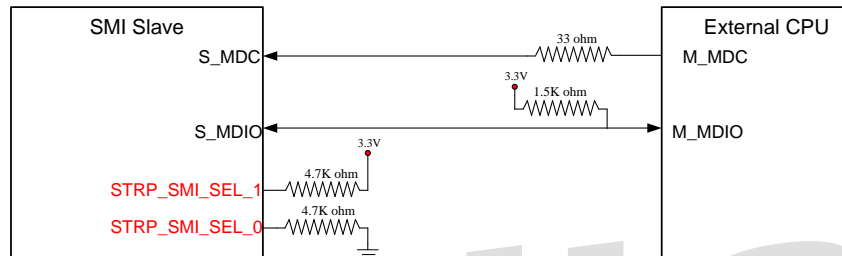 SMI Slave
External CPU
33 ohm
S_MDC
M_MDC
3.3V
1.5K ohm
S_MDIO
M_MDIO
3.3V
4.7K ohm
STRP_SMI_SEL_1
4.7K ohm
STRP_SMI_SEL_0